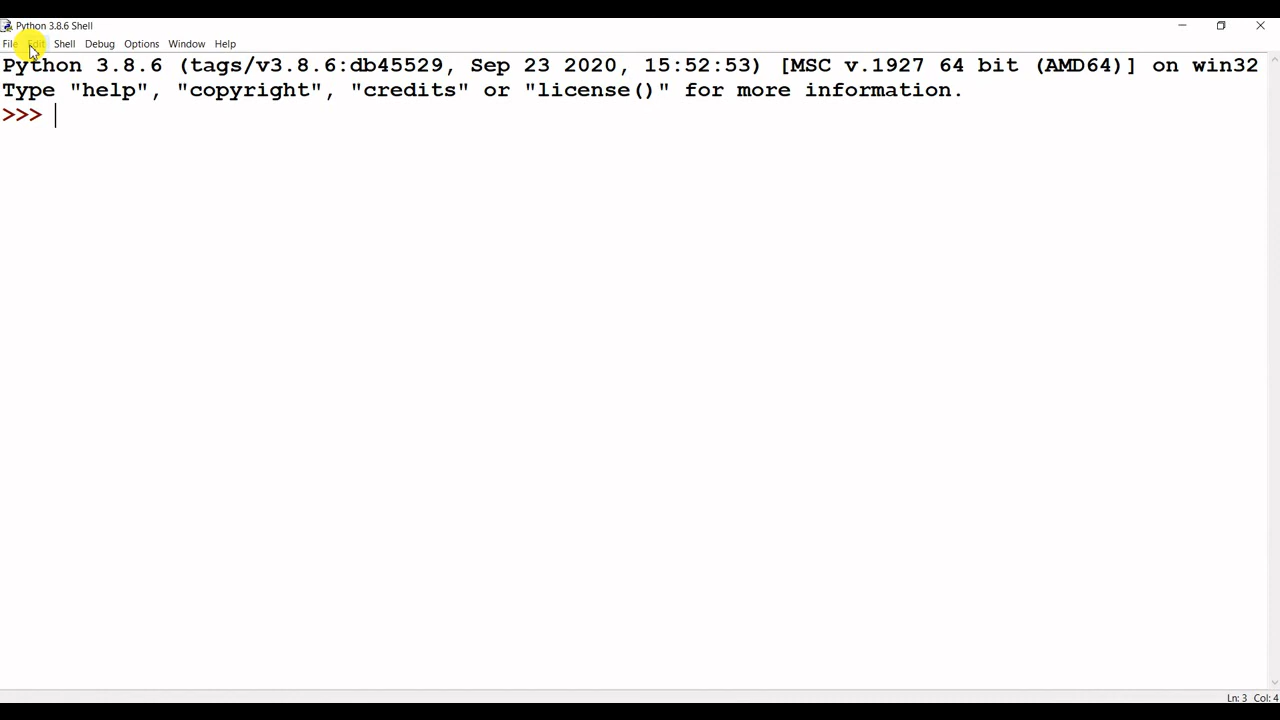 Python 3.8.6 Shell
File Edit Shell Debug Options Window Help
Python 3.8.6 (tags/v3.8.6:db45529, Sep 23 2020, 15:52:53) [MSC v.1927 64 bit (AMD64)] on win32
Type "help", "copyright", "credits" or "license()" for more information.
>>>
Ln: 3 Col: 4